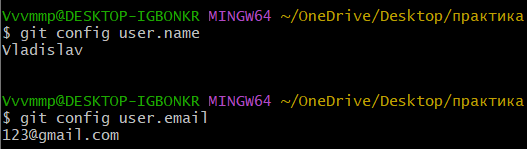 Vvvmmp@DESKTOP-IGBONKR MINGW64 ~/OneDrive/Desktop/практика
$ git config user.name
Vladislav
Vvvmmp@DESKTOP-IGBONKR MINGW64 ~/OneDrive/Desktop/практика
$ git config user.email
123@gmail.com